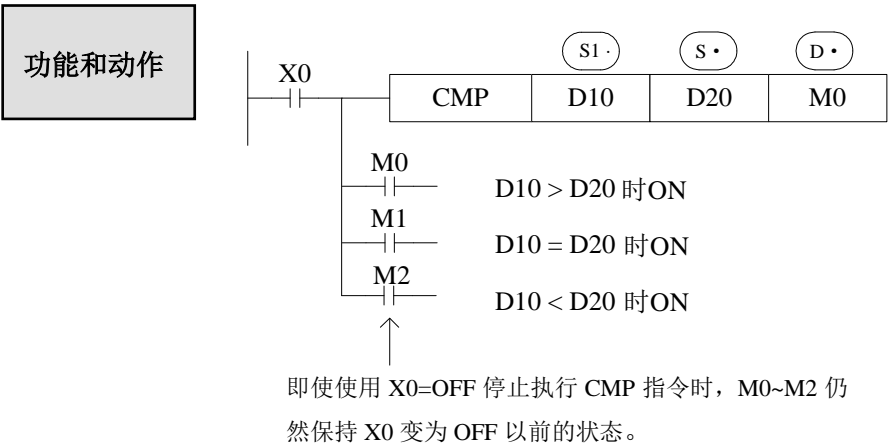 功能和动作
S1· S· D·
X0
CMP D10 D20 M0
M0
D10 > D20 时ON
M1
D10 = D20 时ON
M2
D10 < D20 时ON
即使使用 X0=OFF 停止执行 CMP 指令时，M0~M2 仍
然保持 X0 变为 OFF 以前的状态。